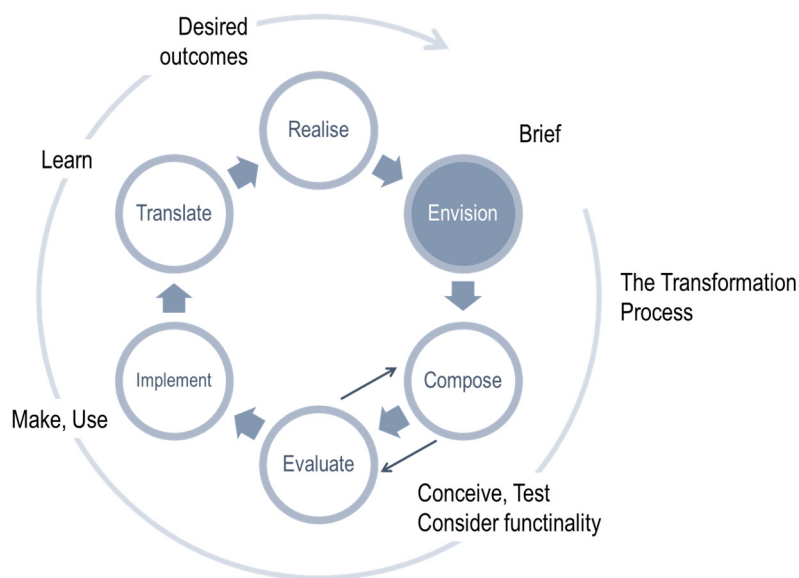 Desired
outcomes
Realise
Brief
Learn
Translate
Envision
The Transformation
Process
Implement
Compose
Make, Use
Evaluate
Conceive, Test
Consider functinality